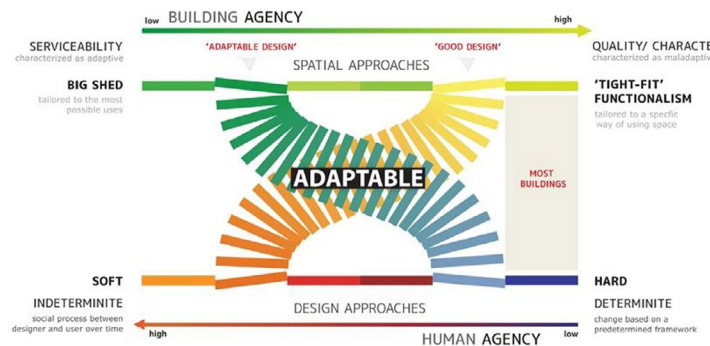 BUILDING AGENCY
low
high
SERVICEABILITY
characterized as adaptive
'ADAPTABLE DESIGN'
'GOOD DESIGN'
QUALITY/ CHARACTE
characterized as maladaptiv
SPATIAL APPROACHES
BIG SHED
tailored to the most
possible uses
'TIGHT-FIT'
FUNCTIONALISM
tailored to a specfic
way of using space
ADAPTABLE
MOST
BUILDINGS
SOFT
HARD
INDETERMINITE
social process between
designer and user over time
DESIGN APPROACHES
DETERMINITE
change based on a
predetermined framework
high
low
HUMAN AGENCY